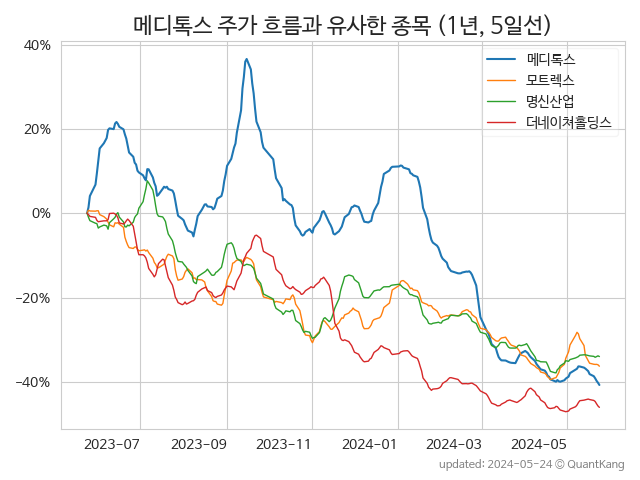 메디톡스 주가 흐름과 유사한 종목 (1년, 5일선)
40%
20%
0%
−20%
−40%
메디톡스
모트렉스
명신산업
더네이쳐홀딩스
2023-07 2023-09 2023-11 2024-01 2024-03 2024-05
updated: 2024-05-24 © QuantKang